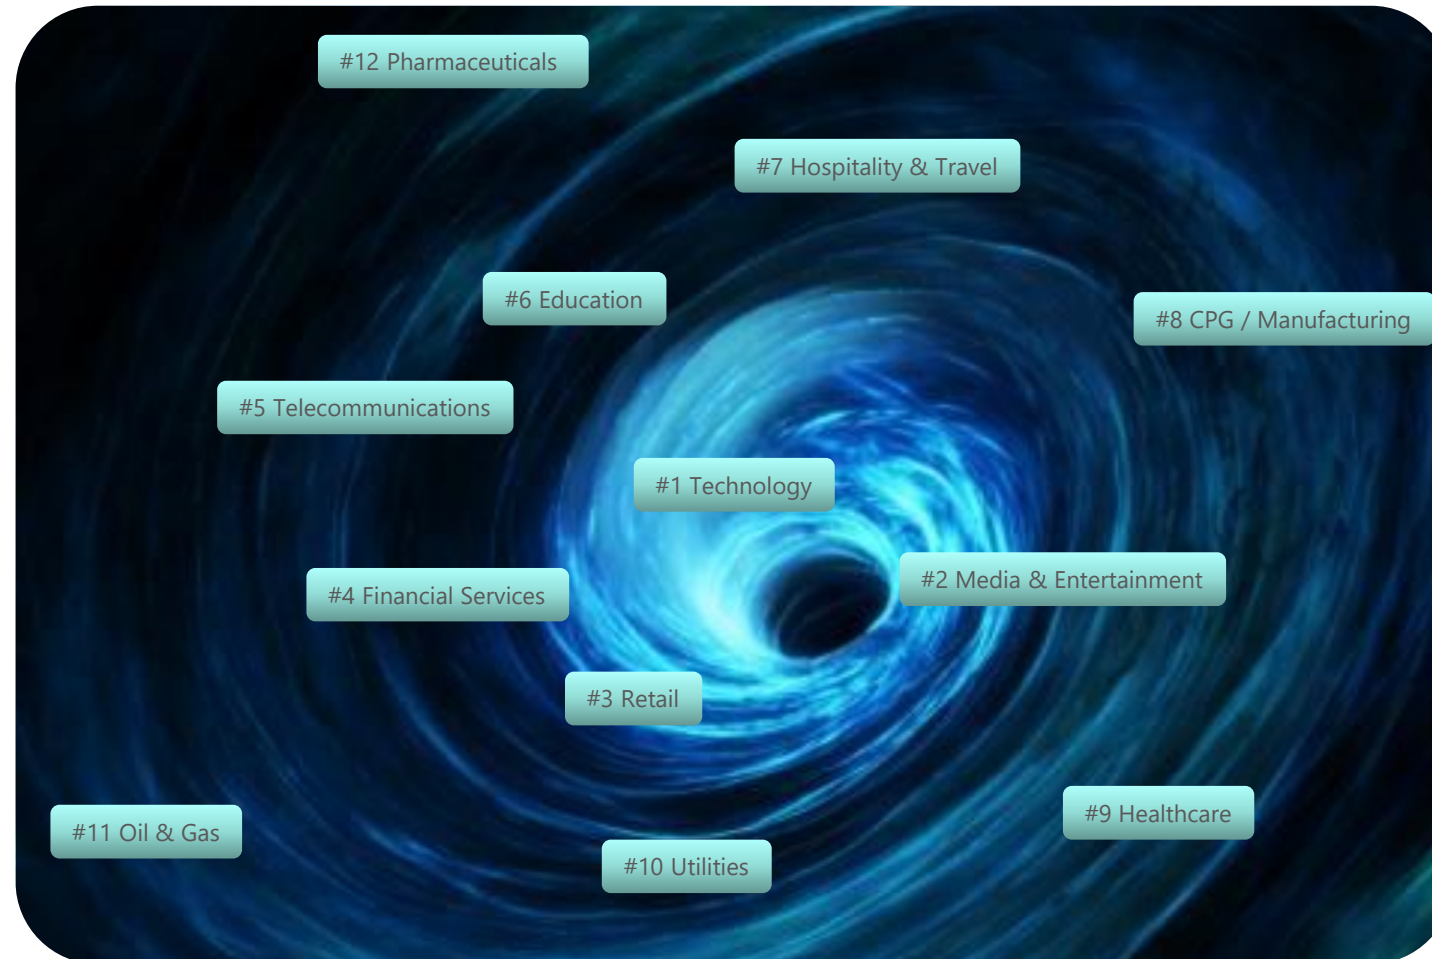 #12 Pharmaceuticals
#7 Hospitality & Travel
#6 Education
#8 CPG / Manufacturing
#5 Telecommunications
#1 Technology
#2 Media & Entertainment
#4 Financial Services
#3 Retail
#9 Healthcare
#11 Oil & Gas
#10 Utilities